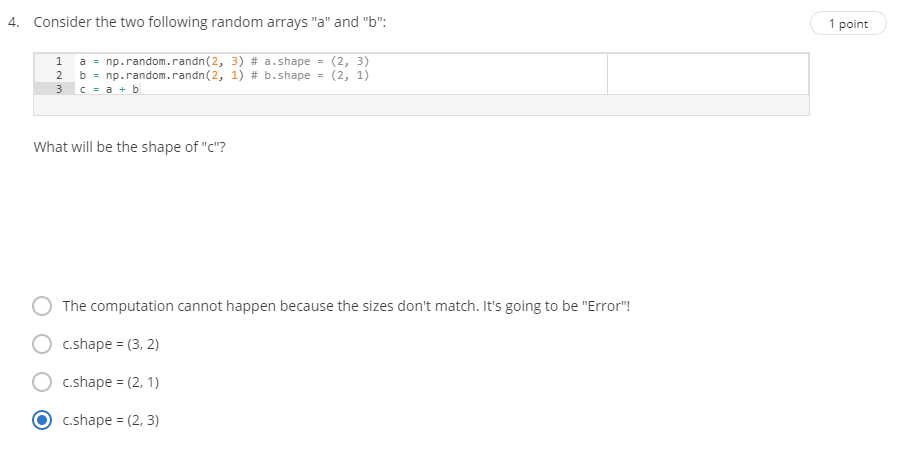 4. Consider the two following random arrays "a" and "b":
1 point
1 a = np.random.randn(2, 3) # a.shape = (2, 3)
2 b = np.random.randn(2, 1) # b.shape = (2, 1)
3 c = a + b
What will be the shape of "c"?
The computation cannot happen because the sizes don't match. It's going to be "Error"!
c.shape = (3, 2)
c.shape = (2, 1)
c.shape = (2, 3)